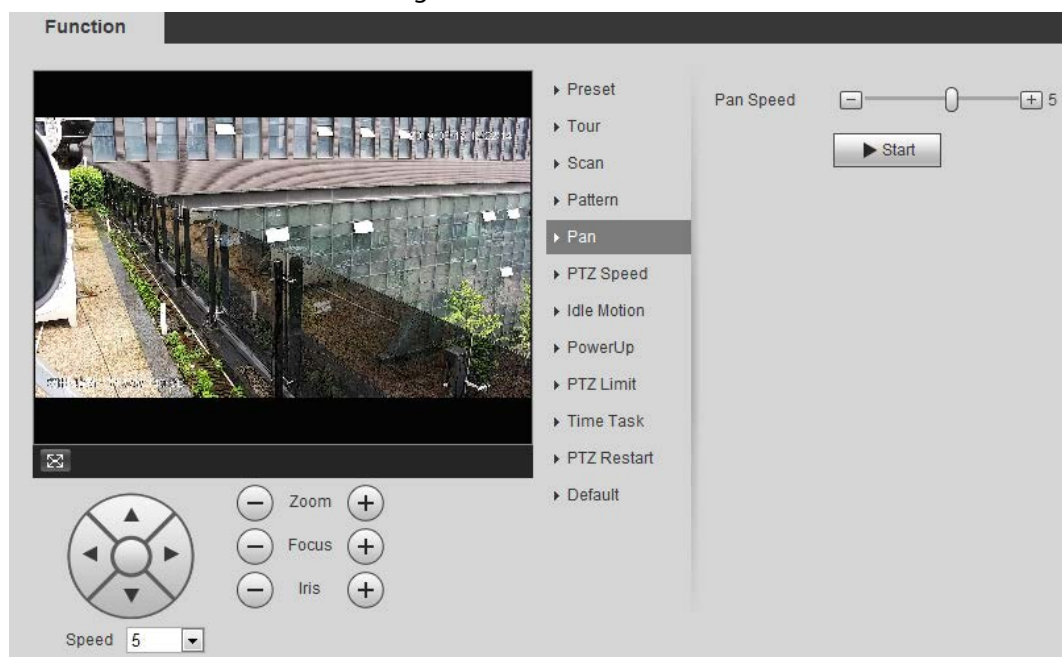 Function
Preset
Tour
Scan
Pattern
Pan
PTZ Speed
Idle Motion
PowerUp
PTZ Limit
Time Task
PTZ Restart
Default
Pan Speed 5
Start
Zoom
Focus
Iris
Speed 5